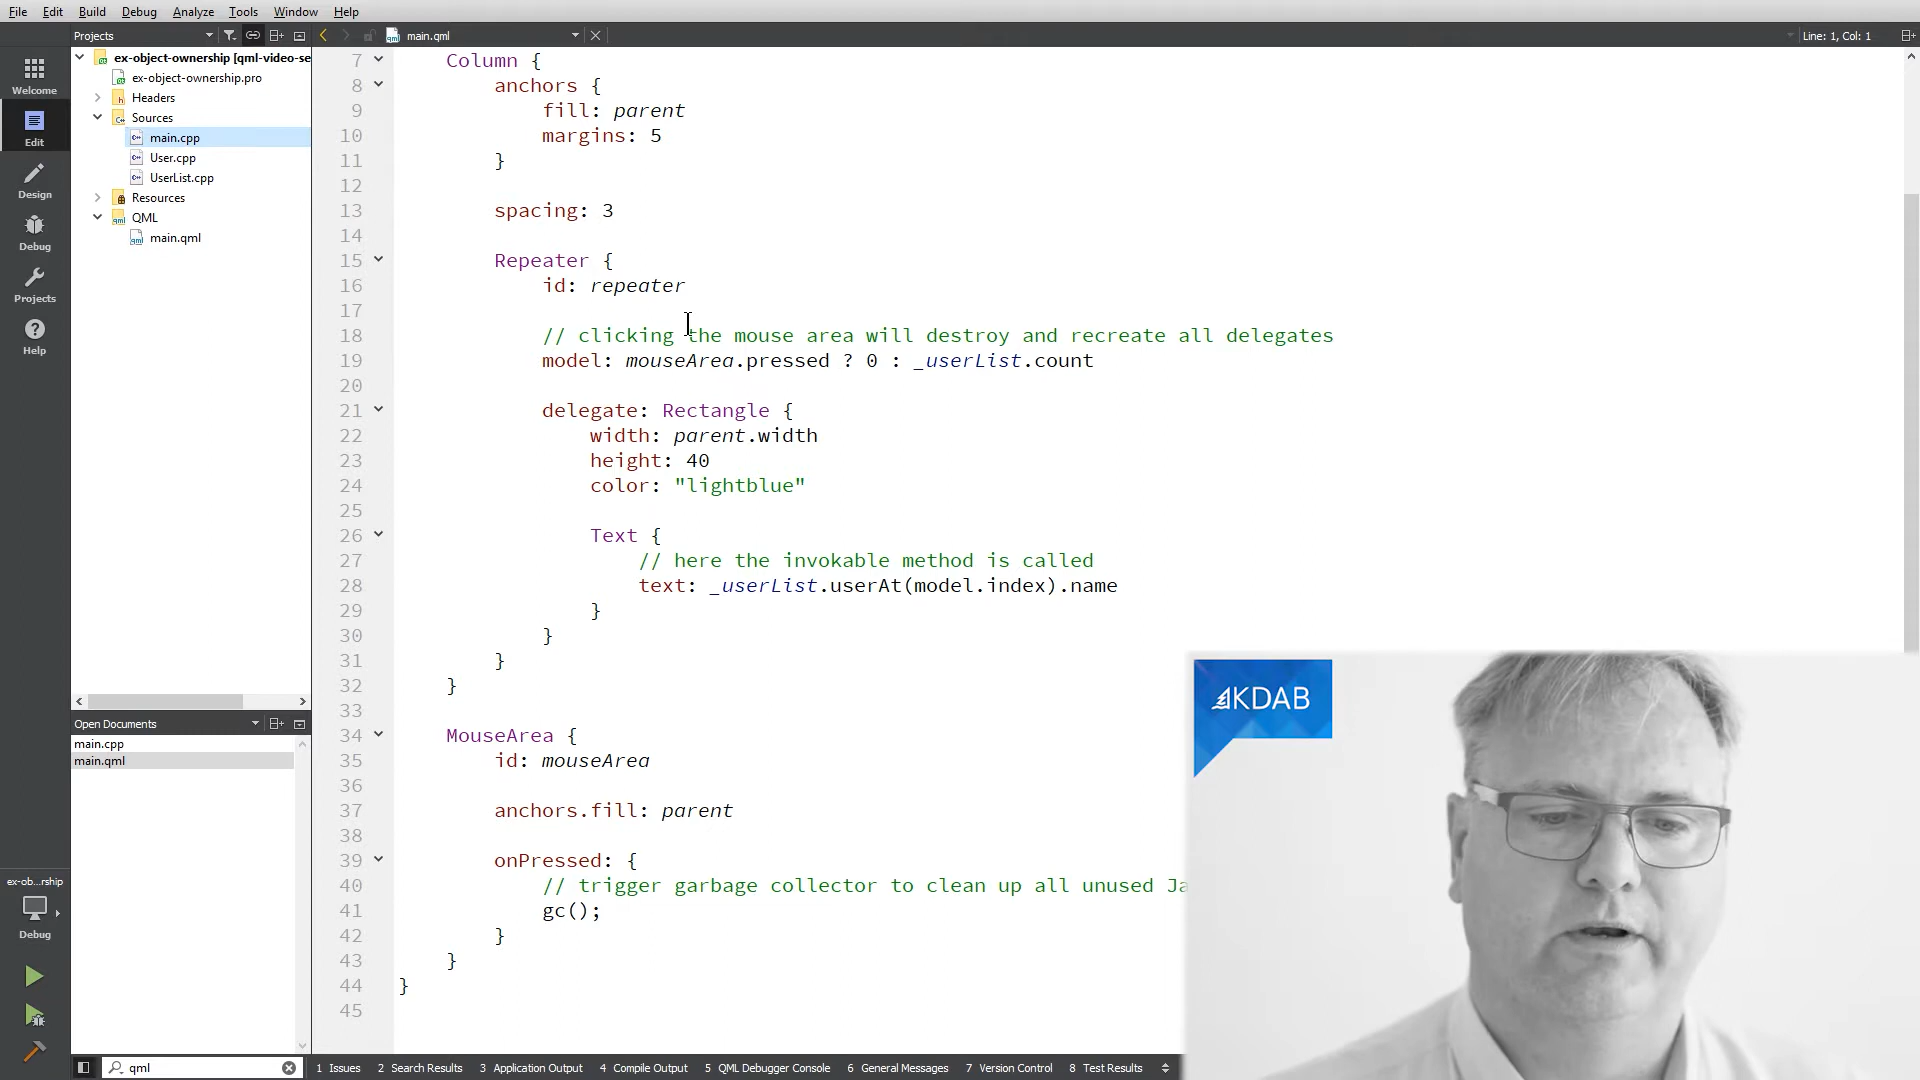 File Edit Build Debug Analyze Tools Window Help
Projects
main.qml
Line: 1, Col: 1
Welcome
Edit
Design
Debug
Projects
Help
ex-object-ownership [qml-video-se
ex-object-ownership.pro
Headers
Sources
main.cpp
User.cpp
UserList.cpp
Resources
QML
main.qml
Open Documents
main.cpp
main.qml
ex-ob...rship
Debug
qml
7 Column {
8 anchors {
9 fill: parent
10 margins: 5
11 }
12
13 spacing: 3
14
15 Repeater {
16 id: repeater
17
18 // clicking the mouse area will destroy and recreate all delegates
19 model: mouseArea.pressed ? 0 : _userList.count
20
21 delegate: Rectangle {
22 width: parent.width
23 height: 40
24 color: "lightblue"
25
26 Text {
27 // here the invokable method is called
28 text: _userList.userAt(model.index).name
29 }
30 }
31 }
32 }
33
34 MouseArea {
35 id: mouseArea
36
37 anchors.fill: parent
38
39 onPressed: {
40 // trigger garbage collector to clean up all unused Ja
41 gc();
42 }
43 }
44 }
45
KDAB
1 Issues 2 Search Results 3 Application Output 4 Compile Output 5 QML Debugger Console 6 General Messages 7 Version Control 8 Test Results